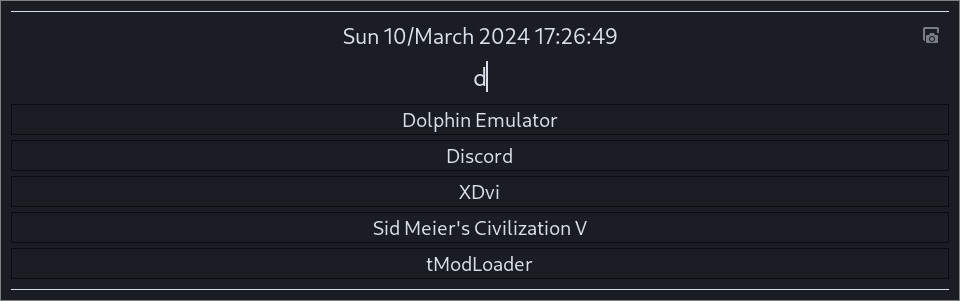 Sun 10/March 2024 17:26:49
d
Dolphin Emulator
Discord
XDvi
Sid Meier's Civilization V
tModLoader